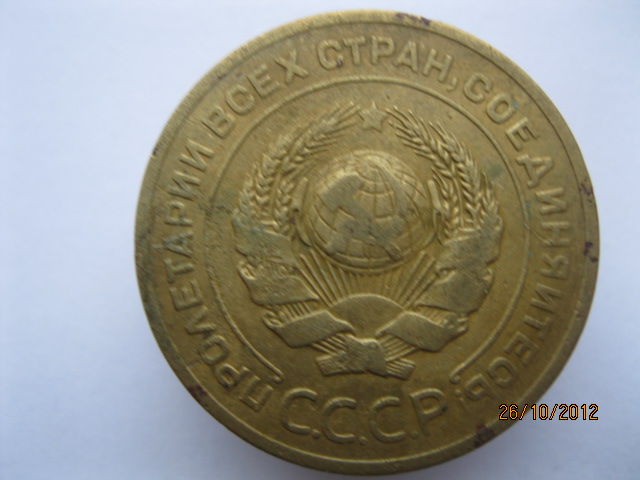 ПРОЛЕТАРИИ ВСЕХ СТРАН, СОЕДИНЯЙТЕСЬ!
С.С.С.Р.
26/10/2012